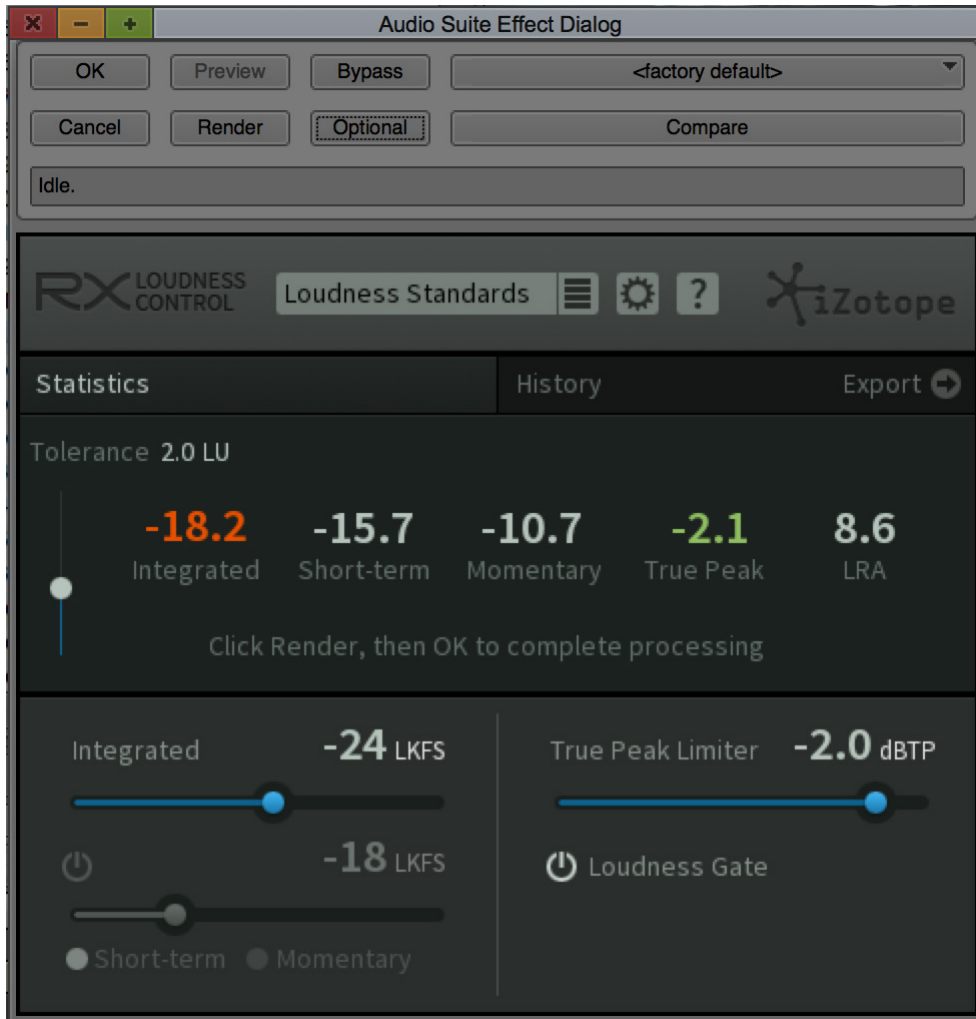 Audio Suite Effect Dialog
OK Preview Bypass <factory default>
Cancel Render Optional Compare
Idle.
RX LOUDNESS CONTROL Loudness Standards ? iZotope
Statistics History Export
Tolerance 2.0 LU
-18.2 -15.7 -10.7 -2.1 8.6
Integrated Short-term Momentary True Peak LRA
Click Render, then OK to complete processing
Integrated -24 LKFS True Peak Limiter -2.0 dBTP
-18 LKFS Loudness Gate
Short-term Momentary